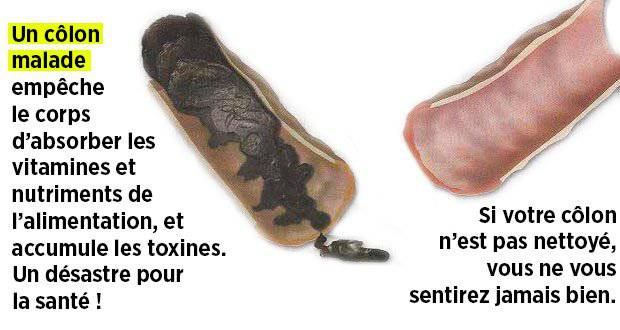 Un côlon
malade
empêche
le corps
d’absorber les
vitamines et
nutriments de
l’alimentation, et
accumule les toxines.
Un désastre pour
la santé !
Si votre côlon
n’est pas nettoyé,
vous ne vous
sentirez jamais bien.